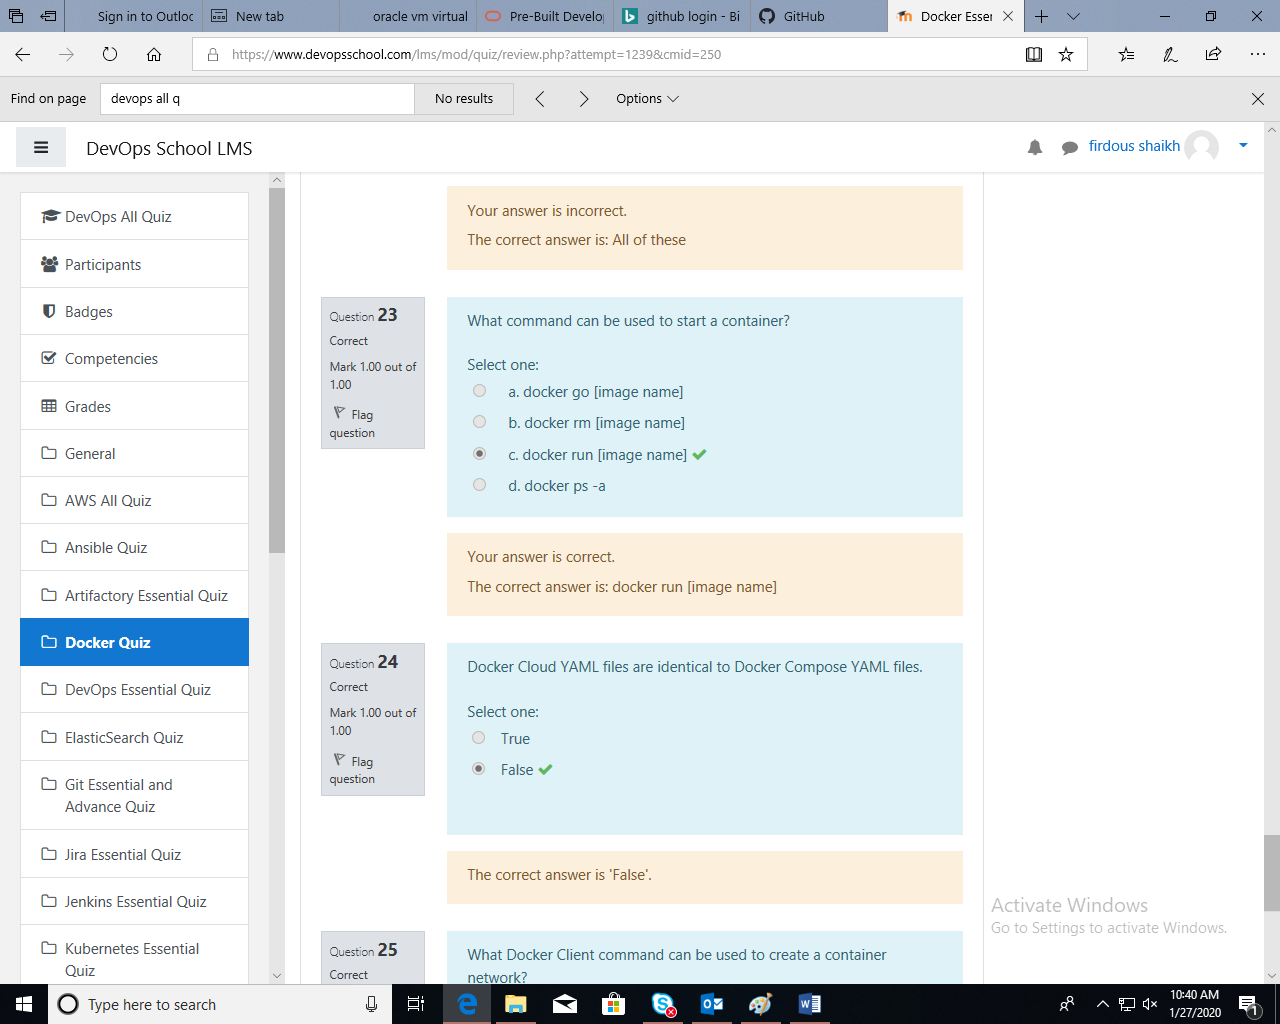 Sign in to Outloc
New tab
oracle vm virtual
Pre-Built Develo
github login - Bi
GitHub
Docker Esser
https://www.devopsschool.com/lms/mod/quiz/review.php?attempt=1239&cmid=250
Find on page
devops all q
No results
Options
DevOps School LMS
firdous shaikh
DevOps All Quiz
Participants
Badges
Competencies
Grades
General
AWS All Quiz
Ansible Quiz
Artifactory Essential Quiz
Docker Quiz
DevOps Essential Quiz
ElasticSearch Quiz
Git Essential and
Advance Quiz
Jira Essential Quiz
Jenkins Essential Quiz
Kubernetes Essential
Quiz
Your answer is incorrect.
The correct answer is: All of these
Question 23
Correct
Mark 1.00 out of
1.00
Flag
question
What command can be used to start a container?
Select one:
a. docker go [image name]
b. docker rm [image name]
c. docker run [image name]
d. docker ps -a
Your answer is correct.
The correct answer is: docker run [image name]
Question 24
Correct
Mark 1.00 out of
1.00
Flag
question
Docker Cloud YAML files are identical to Docker Compose YAML files.
Select one:
True
False
The correct answer is 'False'.
Question 25
Correct
What Docker Client command can be used to create a container
network?
Activate Windows
Go to Settings to activate Windows.
Type here to search
10:40 AM
1/27/2020
1